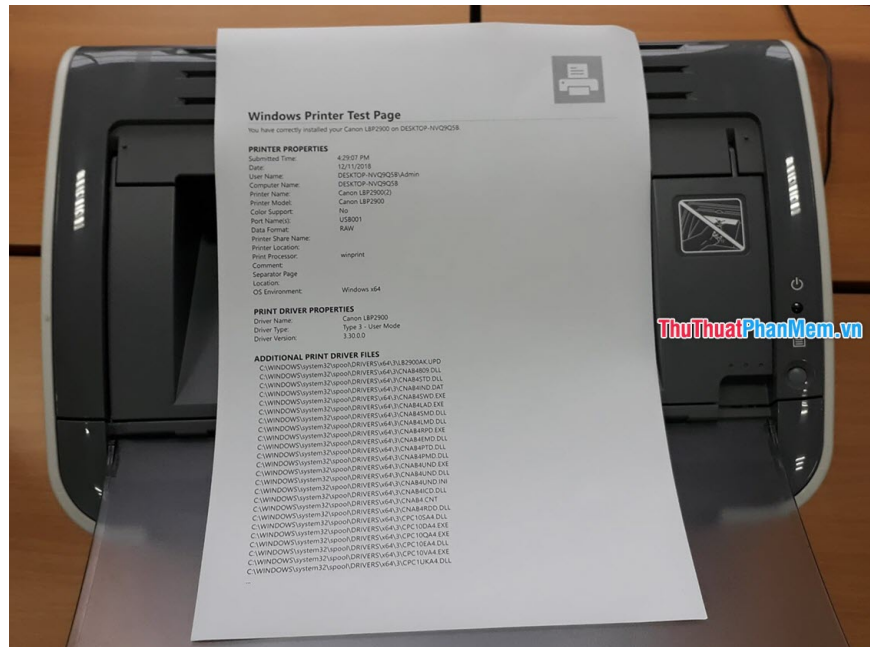 Windows Printer Test Page
You have correctly installed your Canon LBP2900 on DESKTOP-NVQ9Q5B
PRINTER PROPERTIES
Submitted Time: 4:29:07 PM
Date: 12/11/2018
User Name: DESKTOP-NVQ9Q5B\Admin
Computer Name: DESKTOP-NVQ9Q5B
Printer Name: Canon LBP2900(2)
Printer Model: Canon LBP2900
Color Support: No
Port Name(s): USB001
Data Format: RAW
Printer Share Name:
Printer Location:
Print Processor: winprint
Comment:
Separator Page
Location:
OS Environment: Windows x64
PRINT DRIVER PROPERTIES
Driver Name: Canon LBP2900
Driver Type: Type 3 - User Mode
Driver Version: 3.30.0.0
ADDITIONAL PRINT DRIVER FILES
C:\WINDOWS\system32\spool\DRIVERS\x64\3\LB2900AK.UPD
C:\WINDOWS\system32\spool\DRIVERS\x64\3\CNAB4809.DLL
C:\WINDOWS\system32\spool\DRIVERS\x64\3\CNAB4STD.DLL
C:\WINDOWS\system32\spool\DRIVERS\x64\3\CNAB4IND.DAT
C:\WINDOWS\system32\spool\DRIVERS\x64\3\CNAB4SWD.EXE
C:\WINDOWS\system32\spool\DRIVERS\x64\3\CNAB4LAD.EXE
C:\WINDOWS\system32\spool\DRIVERS\x64\3\CNAB4SMD.DLL
C:\WINDOWS\system32\spool\DRIVERS\x64\3\CNAB4LMD.DLL
C:\WINDOWS\system32\spool\DRIVERS\x64\3\CNAB4RPD.EXE
C:\WINDOWS\system32\spool\DRIVERS\x64\3\CNAB4EMD.DLL
C:\WINDOWS\system32\spool\DRIVERS\x64\3\CNAB4PTD.DLL
C:\WINDOWS\system32\spool\DRIVERS\x64\3\CNAB4PMD.DLL
C:\WINDOWS\system32\spool\DRIVERS\x64\3\CNAB4UND.EXE
C:\WINDOWS\system32\spool\DRIVERS\x64\3\CNAB4UND.DLL
C:\WINDOWS\system32\spool\DRIVERS\x64\3\CNAB4UND.INI
C:\WINDOWS\system32\spool\DRIVERS\x64\3\CNAB4ICD.DLL
C:\WINDOWS\system32\spool\DRIVERS\x64\3\CNAB4.CNT
C:\WINDOWS\system32\spool\DRIVERS\x64\3\CNAB4RDD.DLL
C:\WINDOWS\system32\spool\DRIVERS\x64\3\CPC10SA4.DLL
C:\WINDOWS\system32\spool\DRIVERS\x64\3\CPC10DA4.EXE
C:\WINDOWS\system32\spool\DRIVERS\x64\3\CPC10QA4.EXE
C:\WINDOWS\system32\spool\DRIVERS\x64\3\CPC10EA4.DLL
C:\WINDOWS\system32\spool\DRIVERS\x64\3\CPC10VA4.EXE
C:\WINDOWS\system32\spool\DRIVERS\x64\3\CPC1UKA4.DLL
ThuThuatPhanMem.vn